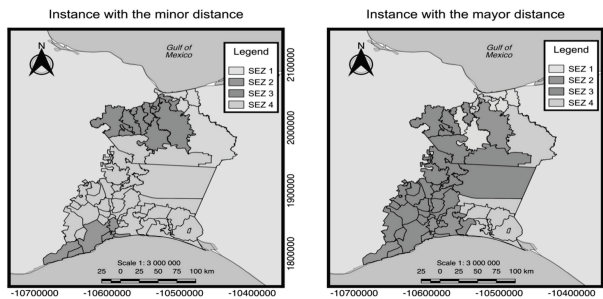 Instance with the minor distance
N
Gulf of
Mexico
Legend
SEZ 1
SEZ 2
SEZ 3
SEZ 4
Scale 1: 3 000 000
25 0 25 50 75 100 km
-10700000 -10600000 -10500000 -10400000
2100000
2000000
1900000
1800000
Instance with the mayor distance
N
Gulf of
Mexico
Legend
SEZ 1
SEZ 2
SEZ 3
SEZ 4
Scale 1: 3 000 000
25 0 25 50 75 100 km
-10700000 -10600000 -10500000 -10400000